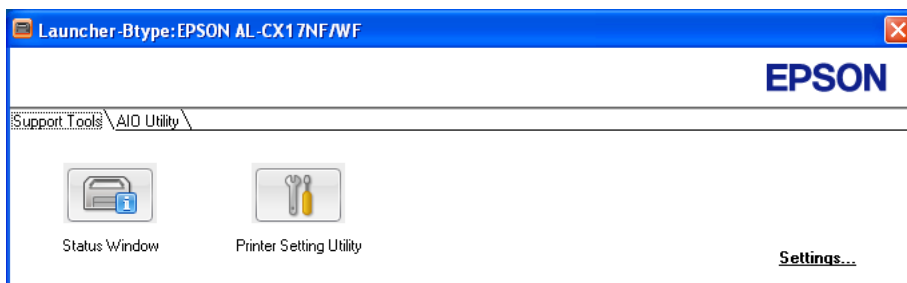 Launcher-Btype:EPSON AL-CX17NF/WF
EPSON
Support Tools AIO Utility
Status Window Printer Setting Utility
Settings...